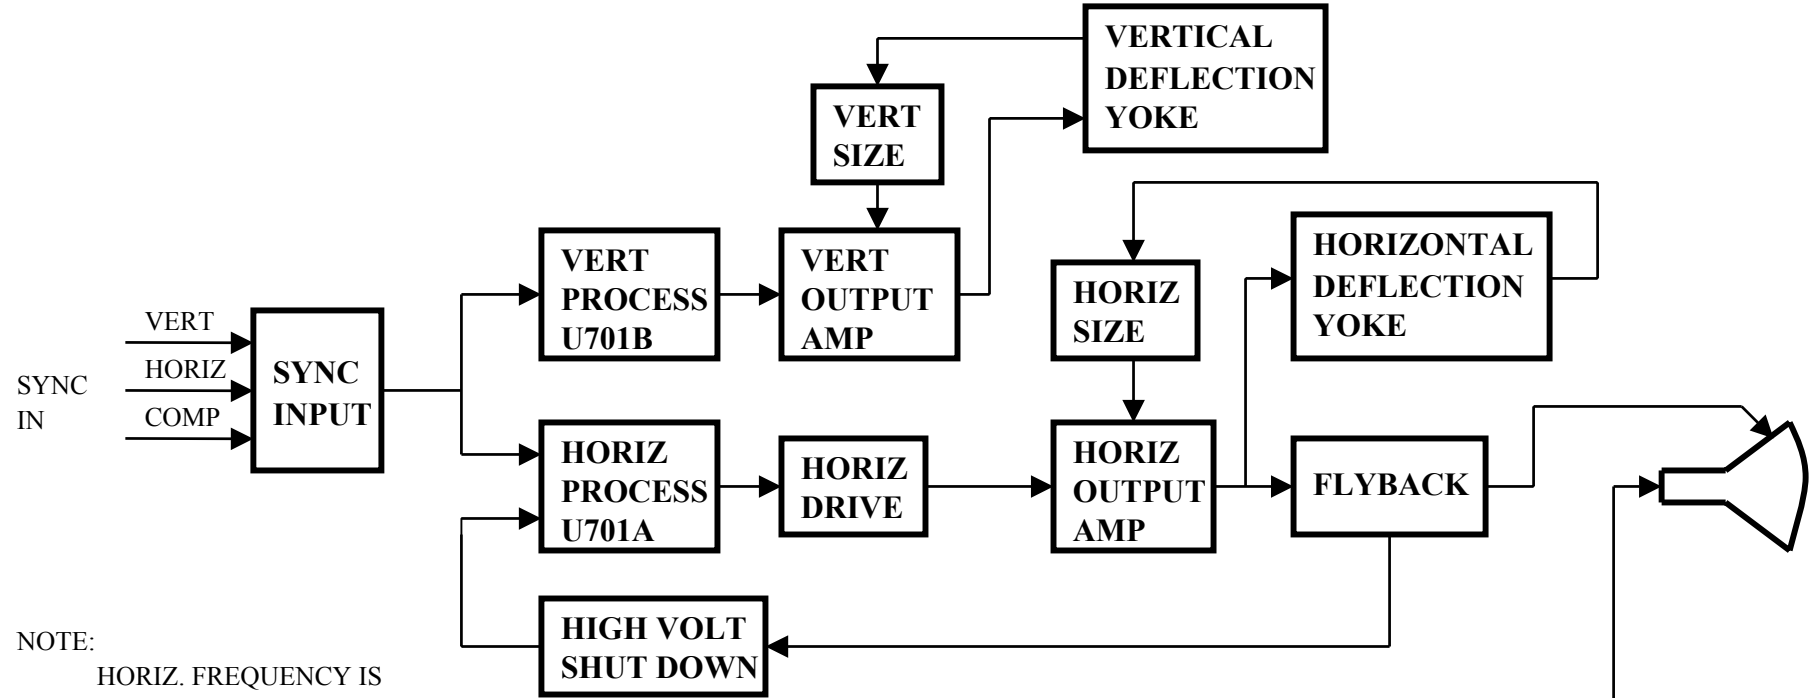 VERTICAL
DEFLECTION
YOKE
VERT
SIZE
VERT
PROCESS
U701B
VERT
OUTPUT
AMP
HORIZ
SIZE
HORIZONTAL
DEFLECTION
YOKE
SYNC
IN
VERT
HORIZ
COMP
SYNC
INPUT
HORIZ
PROCESS
U701A
HORIZ
DRIVE
HORIZ
OUTPUT
AMP
FLYBACK
HIGH VOLT
SHUT DOWN
NOTE:
HORIZ. FREQUENCY IS